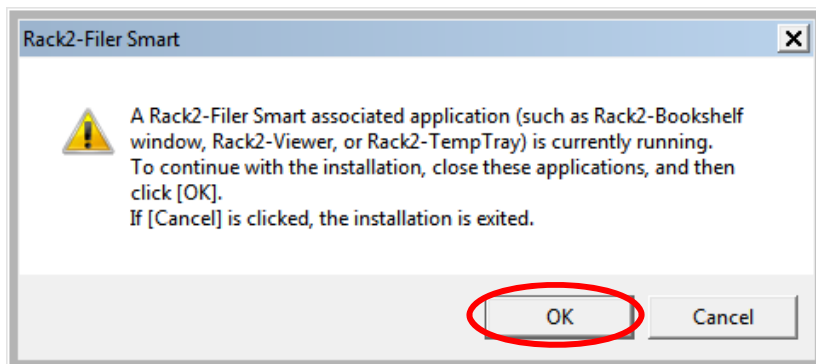 Rack2-Filer Smart
A Rack2-Filer Smart associated application (such as Rack2-Bookshelf
window, Rack2-Viewer, or Rack2-TempTray) is currently running.
To continue with the installation, close these applications, and then
click [OK].
If [Cancel] is clicked, the installation is exited.
OK
Cancel